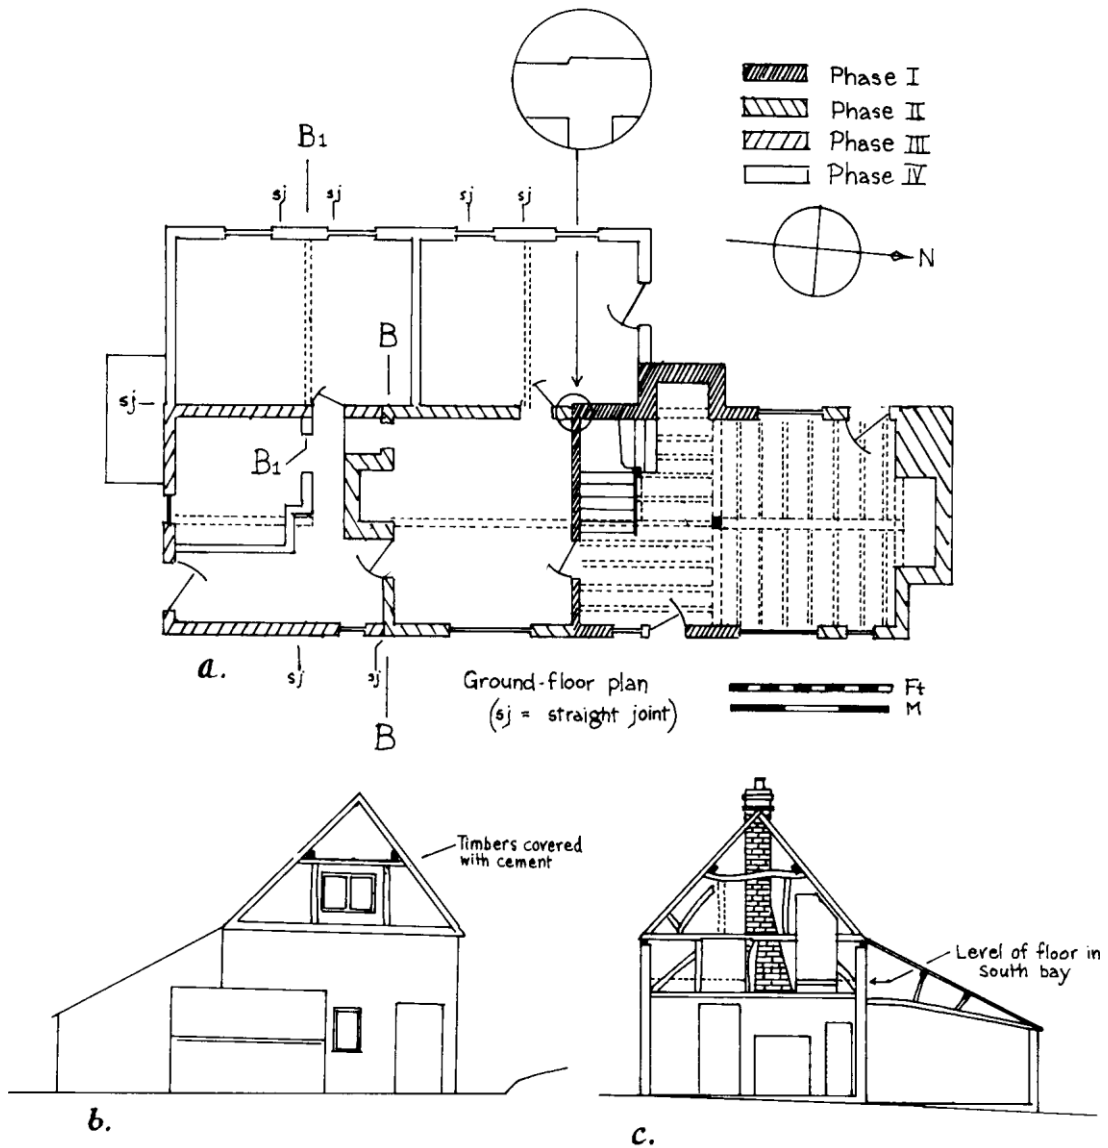 Phase I
Phase II
Phase III
Phase IV
N
B1
sj
sj
sj
sj
B
sj
B1
a.
sj
sj
B
Ground-floor plan
(sj = straight joint)
Ft
M
Timbers covered
with cement
b.
Level of floor in
South bay
c.